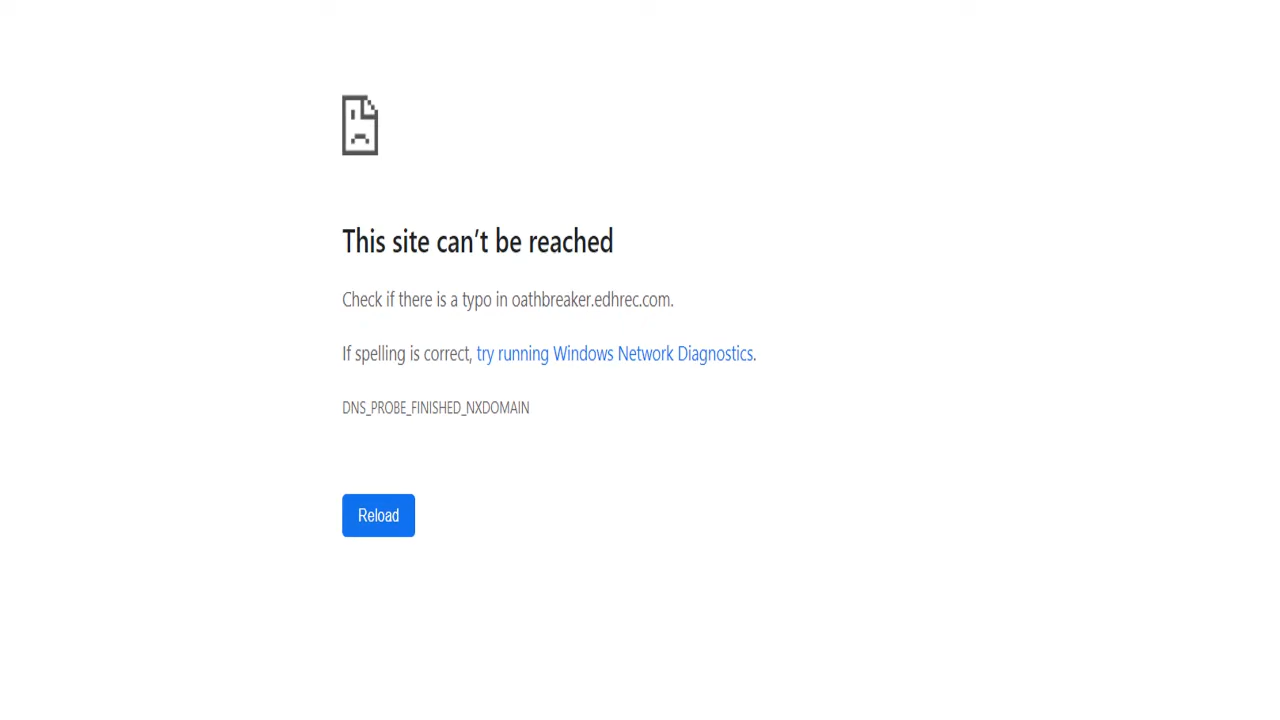 This site can’t be reached
Check if there is a typo in oathbreaker.edhrec.com.
If spelling is correct, try running Windows Network Diagnostics.
DNS_PROBE_FINISHED_NXDOMAIN
Reload